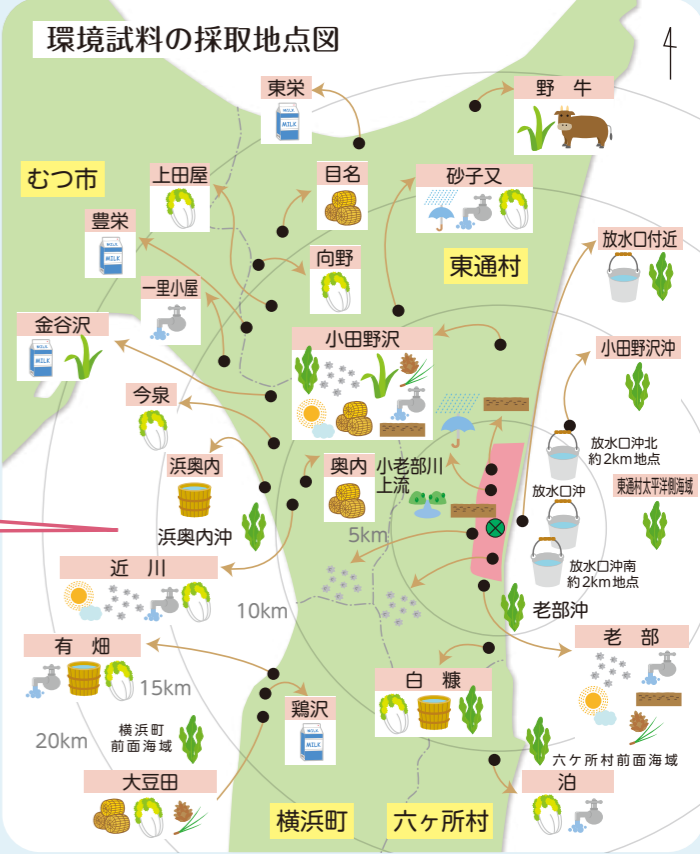 環境試料の採取地点図
東栄
MILK
野 牛
むつ市
上田屋
目名
砂子又
豊栄
MILK
向野
東通村
放水口付近
一里小屋
金谷沢
MILK
小田野沢
小田野沢沖
今泉
放水口沖北
約2km地点
浜奥内
奥内
小老部川
上流
放水口沖
東通村太平洋側海域
浜奥内沖
5km
近 川
放水口沖南
約2km地点
10km
老部沖
有 畑
老 部
15km
白 糠
鶏沢
MILK
20km
横浜町
前面海域
六ケ所村前面海域
大豆田
泊
横浜町
六ヶ所村